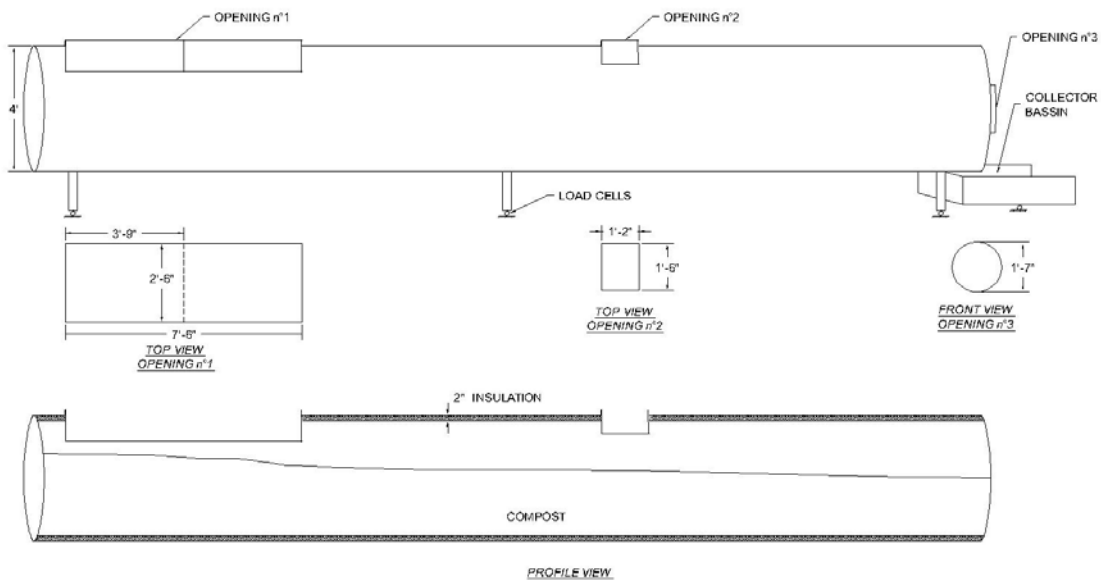 OPENING n°1
OPENING n°2
OPENING n°3
4'
COLLECTOR
BASSIN
LOAD CELLS
3'-9"
2'-6"
7'-6"
TOP VIEW
OPENING n°1
1'-2"
1'-6"
TOP VIEW
OPENING n°2
1'-7"
FRONT VIEW
OPENING n°3
2" INSULATION
COMPOST
PROFILE VIEW